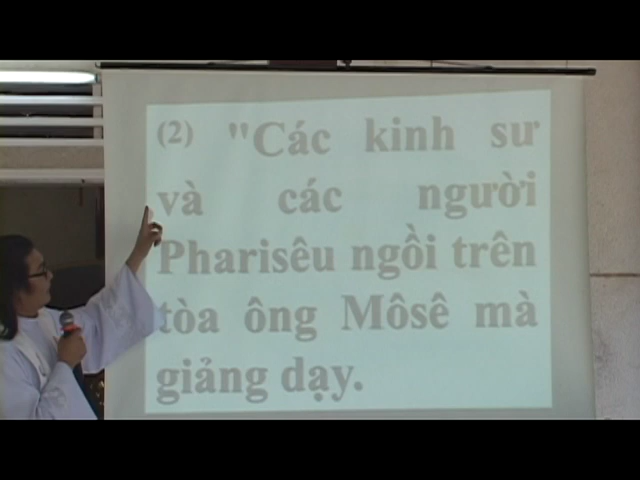 (2) "Các kinh sư
và các người
Pharisêu ngồi trên
tòa ông Môsê mà
giảng dạy.